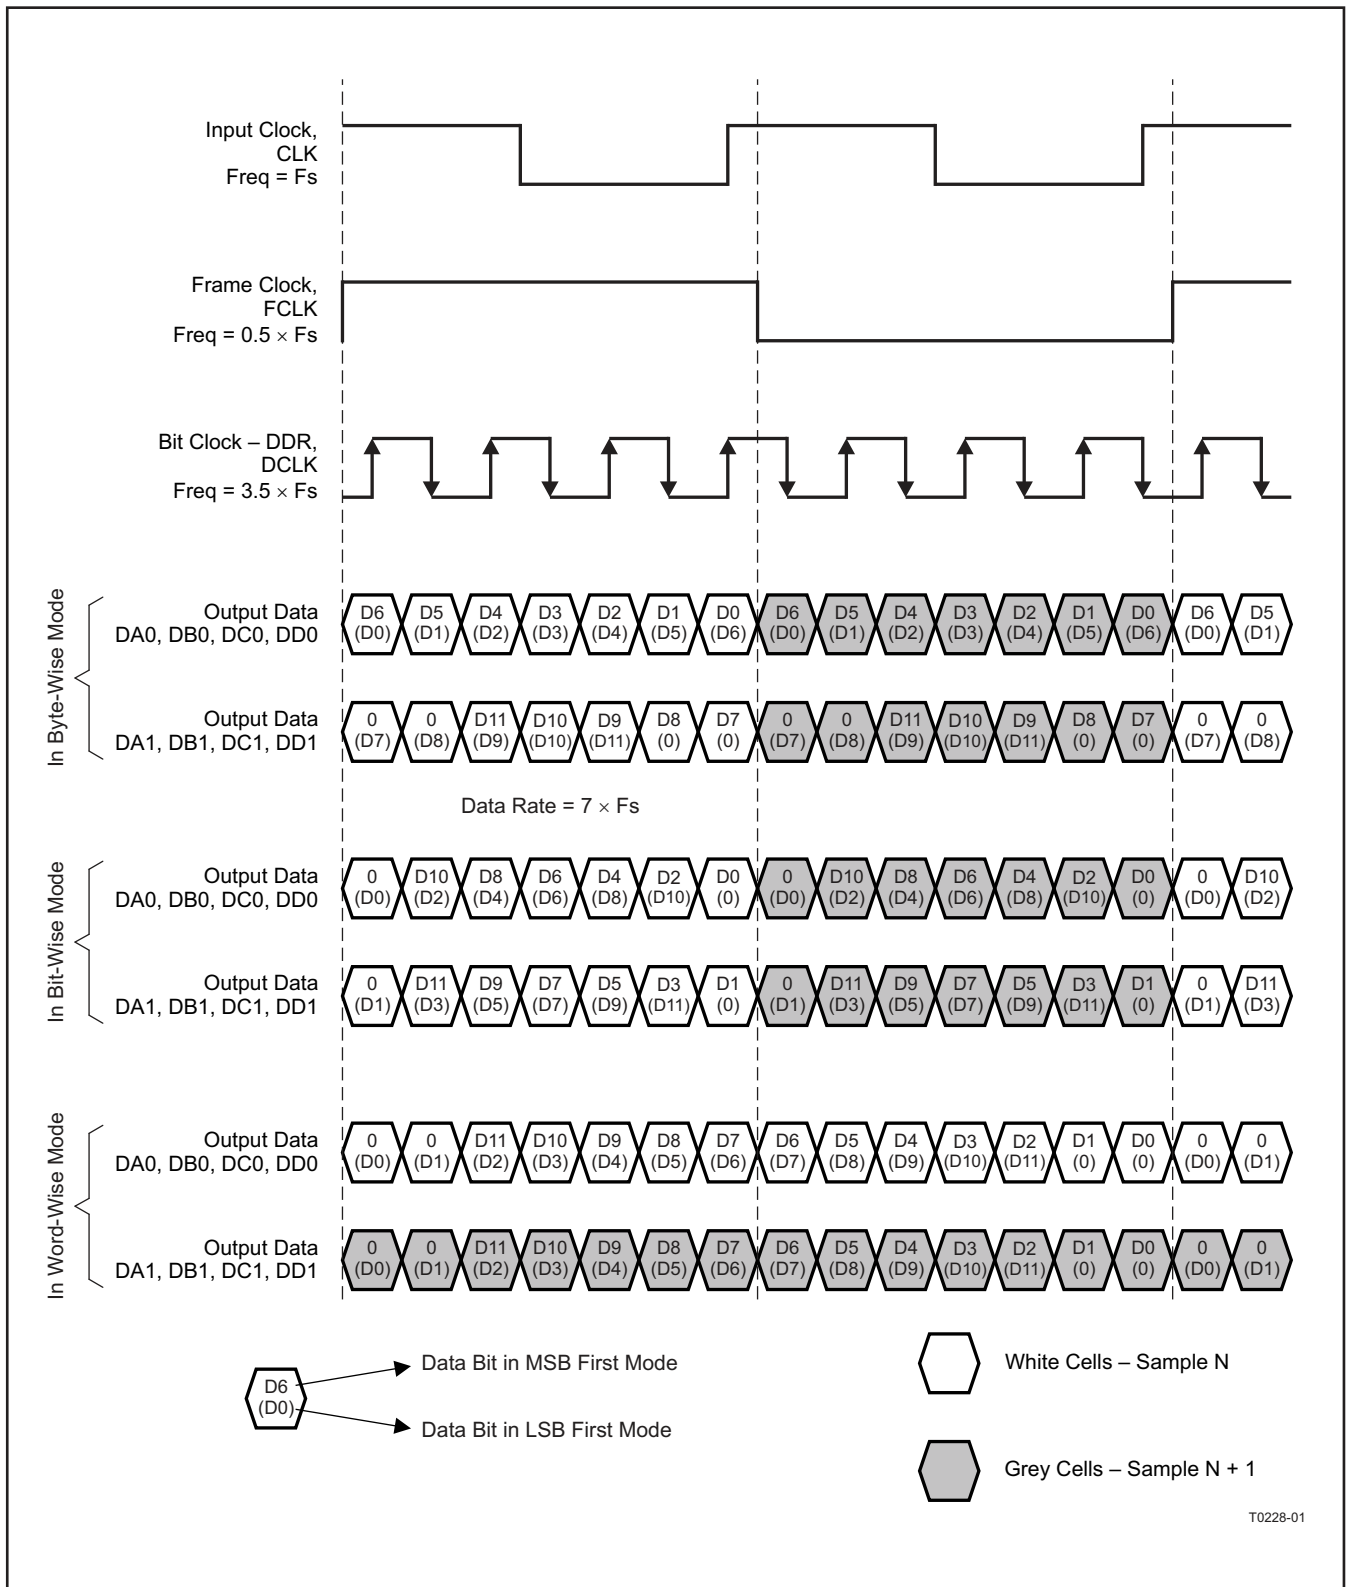 Input Clock,
CLK
Freq = Fs
Frame Clock,
FCLK
Freq = 0.5 × Fs
Bit Clock – DDR,
DCLK
Freq = 3.5 × Fs
In Byte-Wise Mode
Output Data
DA0, DB0, DC0, DD0
D6 D5 D4 D3 D2 D1 D0 D6 D5 D4 D3 D2 D1 D0 D6 D5
(D0) (D1) (D2) (D3) (D4) (D5) (D6) (D0) (D1) (D2) (D3) (D4) (D5) (D6) (D0) (D1)
Output Data
DA1, DB1, DC1, DD1
0 0 D11 D10 D9 D8 D7 0 0 D11 D10 D9 D8 D7 0 0
(D7) (D8) (D9) (D10) (D11) (0) (0) (D7) (D8) (D9) (D10) (D11) (0) (0) (D7) (D8)
Data Rate = 7 × Fs
In Bit-Wise Mode
Output Data
DA0, DB0, DC0, DD0
0 D10 D8 D6 D4 D2 D0 0 D10 D8 D6 D4 D2 D0 0 D10
(D0) (D2) (D4) (D6) (D8) (D10) (0) (D0) (D2) (D4) (D6) (D8) (D10) (0) (D0) (D2)
Output Data
DA1, DB1, DC1, DD1
0 D11 D9 D7 D5 D3 D1 0 D11 D9 D7 D5 D3 D1 0 D11
(D1) (D3) (D5) (D7) (D9) (D11) (0) (D1) (D3) (D5) (D7) (D9) (D11) (0) (D1) (D3)
In Word-Wise Mode
Output Data
DA0, DB0, DC0, DD0
0 0 D11 D10 D9 D8 D7 D6 D5 D4 D3 D2 D1 D0 0 0
(D0) (D1) (D2) (D3) (D4) (D5) (D6) (D7) (D8) (D9) (D10) (D11) (0) (0) (D0) (D1)
Output Data
DA1, DB1, DC1, DD1
0 0 D11 D10 D9 D8 D7 D6 D5 D4 D3 D2 D1 D0 0 0
(D0) (D1) (D2) (D3) (D4) (D5) (D6) (D7) (D8) (D9) (D10) (D11) (0) (0) (D0) (D1)
D6
(D0)
Data Bit in MSB First Mode
Data Bit in LSB First Mode
White Cells – Sample N
Grey Cells – Sample N + 1
T0228-01